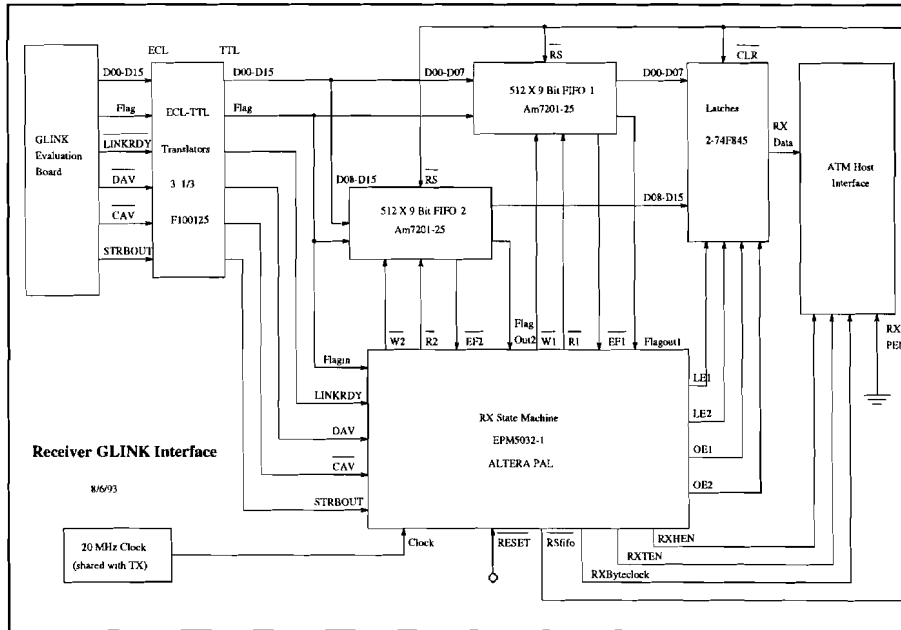 ECL TTL
RS CLR
D00-D15 D00-D15 D00-D07 D00-D07
512 X 9 Bit FIFO 1
Am7201-25
Flag ECL-TTL Flag
Latches
2-74F845
RX
Data
GLINK
Evaluation
Board
LINKRDY Translators
ATM Host
Interface
D08-D15 RS
DAV 3 1/3
D08-D15
512 X 9 Bit FIFO 2
Am7201-25
CAV F100125
STRBOUT
Flag
Out2
W2 R2 EF2 W1 R1 EF1 Flagout1
RX
Flagin
LINKRDY
DAV
CAV
STRBOUT
RX State Machine
EPM5032-1
ALTERA PAL
LE1
LE2
OE1
OE2
Receiver GLINK Interface
8/6/93
20 MHz Clock
(shared with TX)
Clock RESET RSfifo
RXHEN
RXTEN
RXByteclock